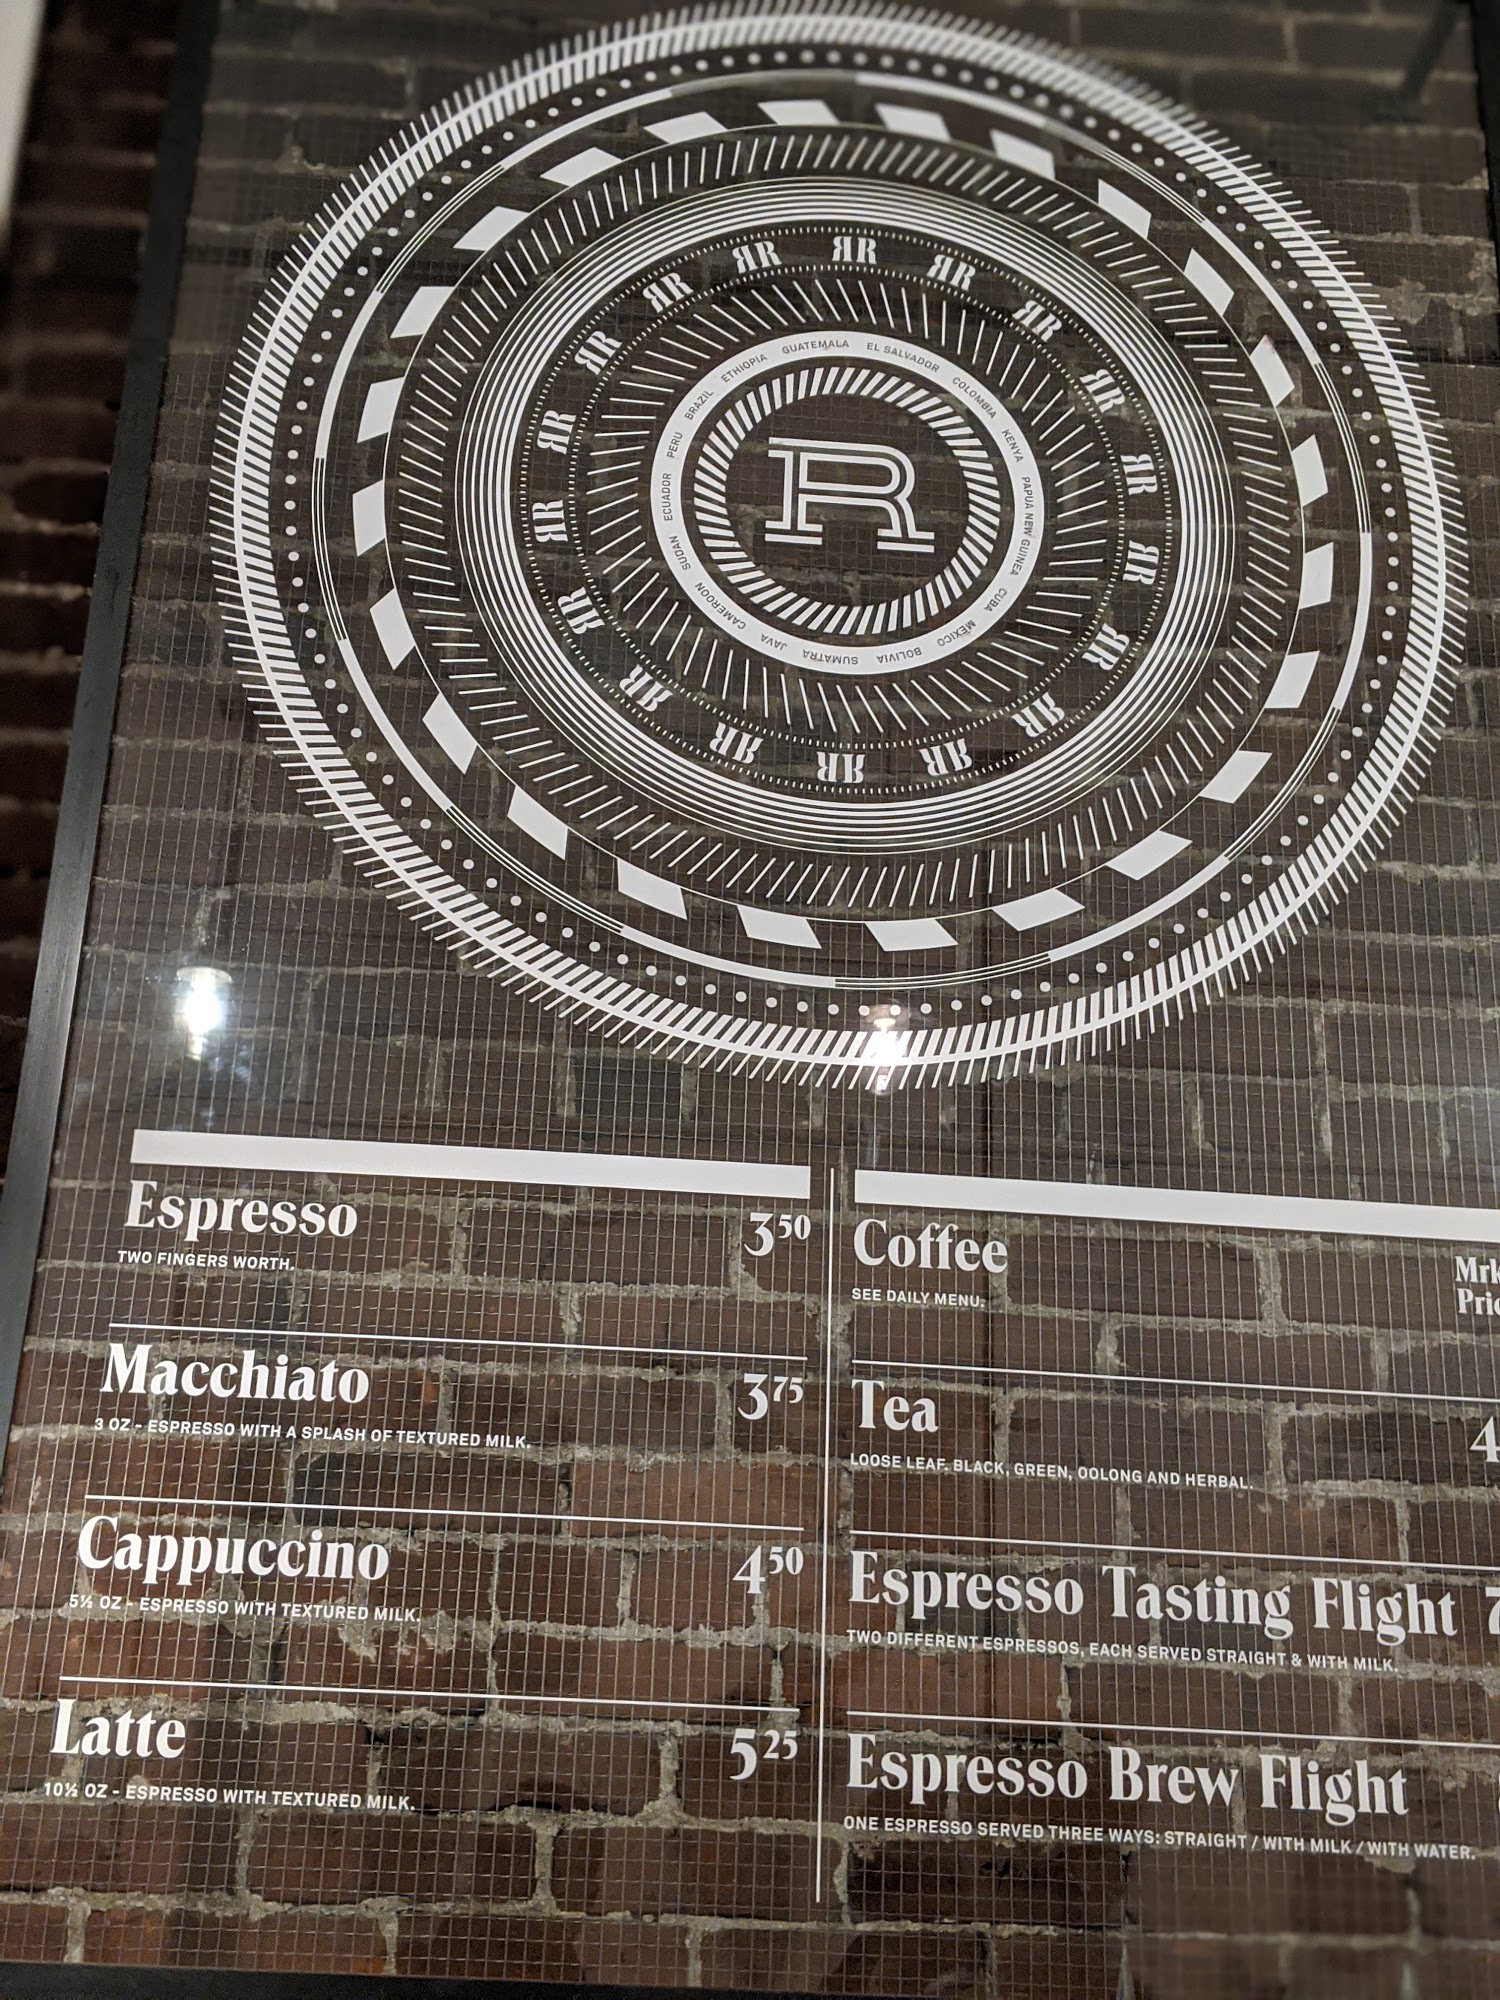 R
GUATEMALA EL SALVADOR COLOMBIA KENYA PAPUA NEW GUINEA CUBA MEXICO BOLIVIA SUMATRA JAVA CAMEROON SUDAN ECUADOR PERU BRAZIL ETHIOPIA
Espresso 3 50
TWO FINGERS WORTH.
Macchiato 3 75
3 OZ - ESPRESSO WITH A SPLASH OF TEXTURED MILK.
Cappuccino 4 50
5½ OZ - ESPRESSO WITH TEXTURED MILK.
Latte 5 25
10½ OZ - ESPRESSO WITH TEXTURED MILK.
Coffee
SEE DAILY MENU.
Tea 4
LOOSE LEAF. BLACK, GREEN, OOLONG AND HERBAL.
Espresso Tasting Flight
TWO DIFFERENT ESPRESSOS, EACH SERVED STRAIGHT & WITH MILK.
Espresso Brew Flight
ONE ESPRESSO SERVED THREE WAYS: STRAIGHT / WITH MILK / WITH WATER.